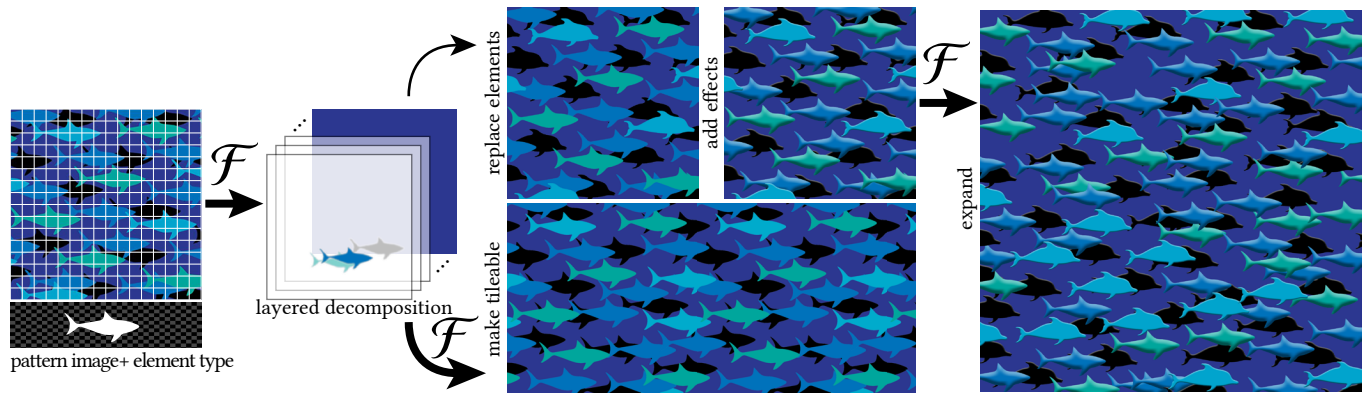 pattern image+ element type
ℱ
layered decomposition
replace elements
add effects
ℱ
make tileable
ℱ
expand